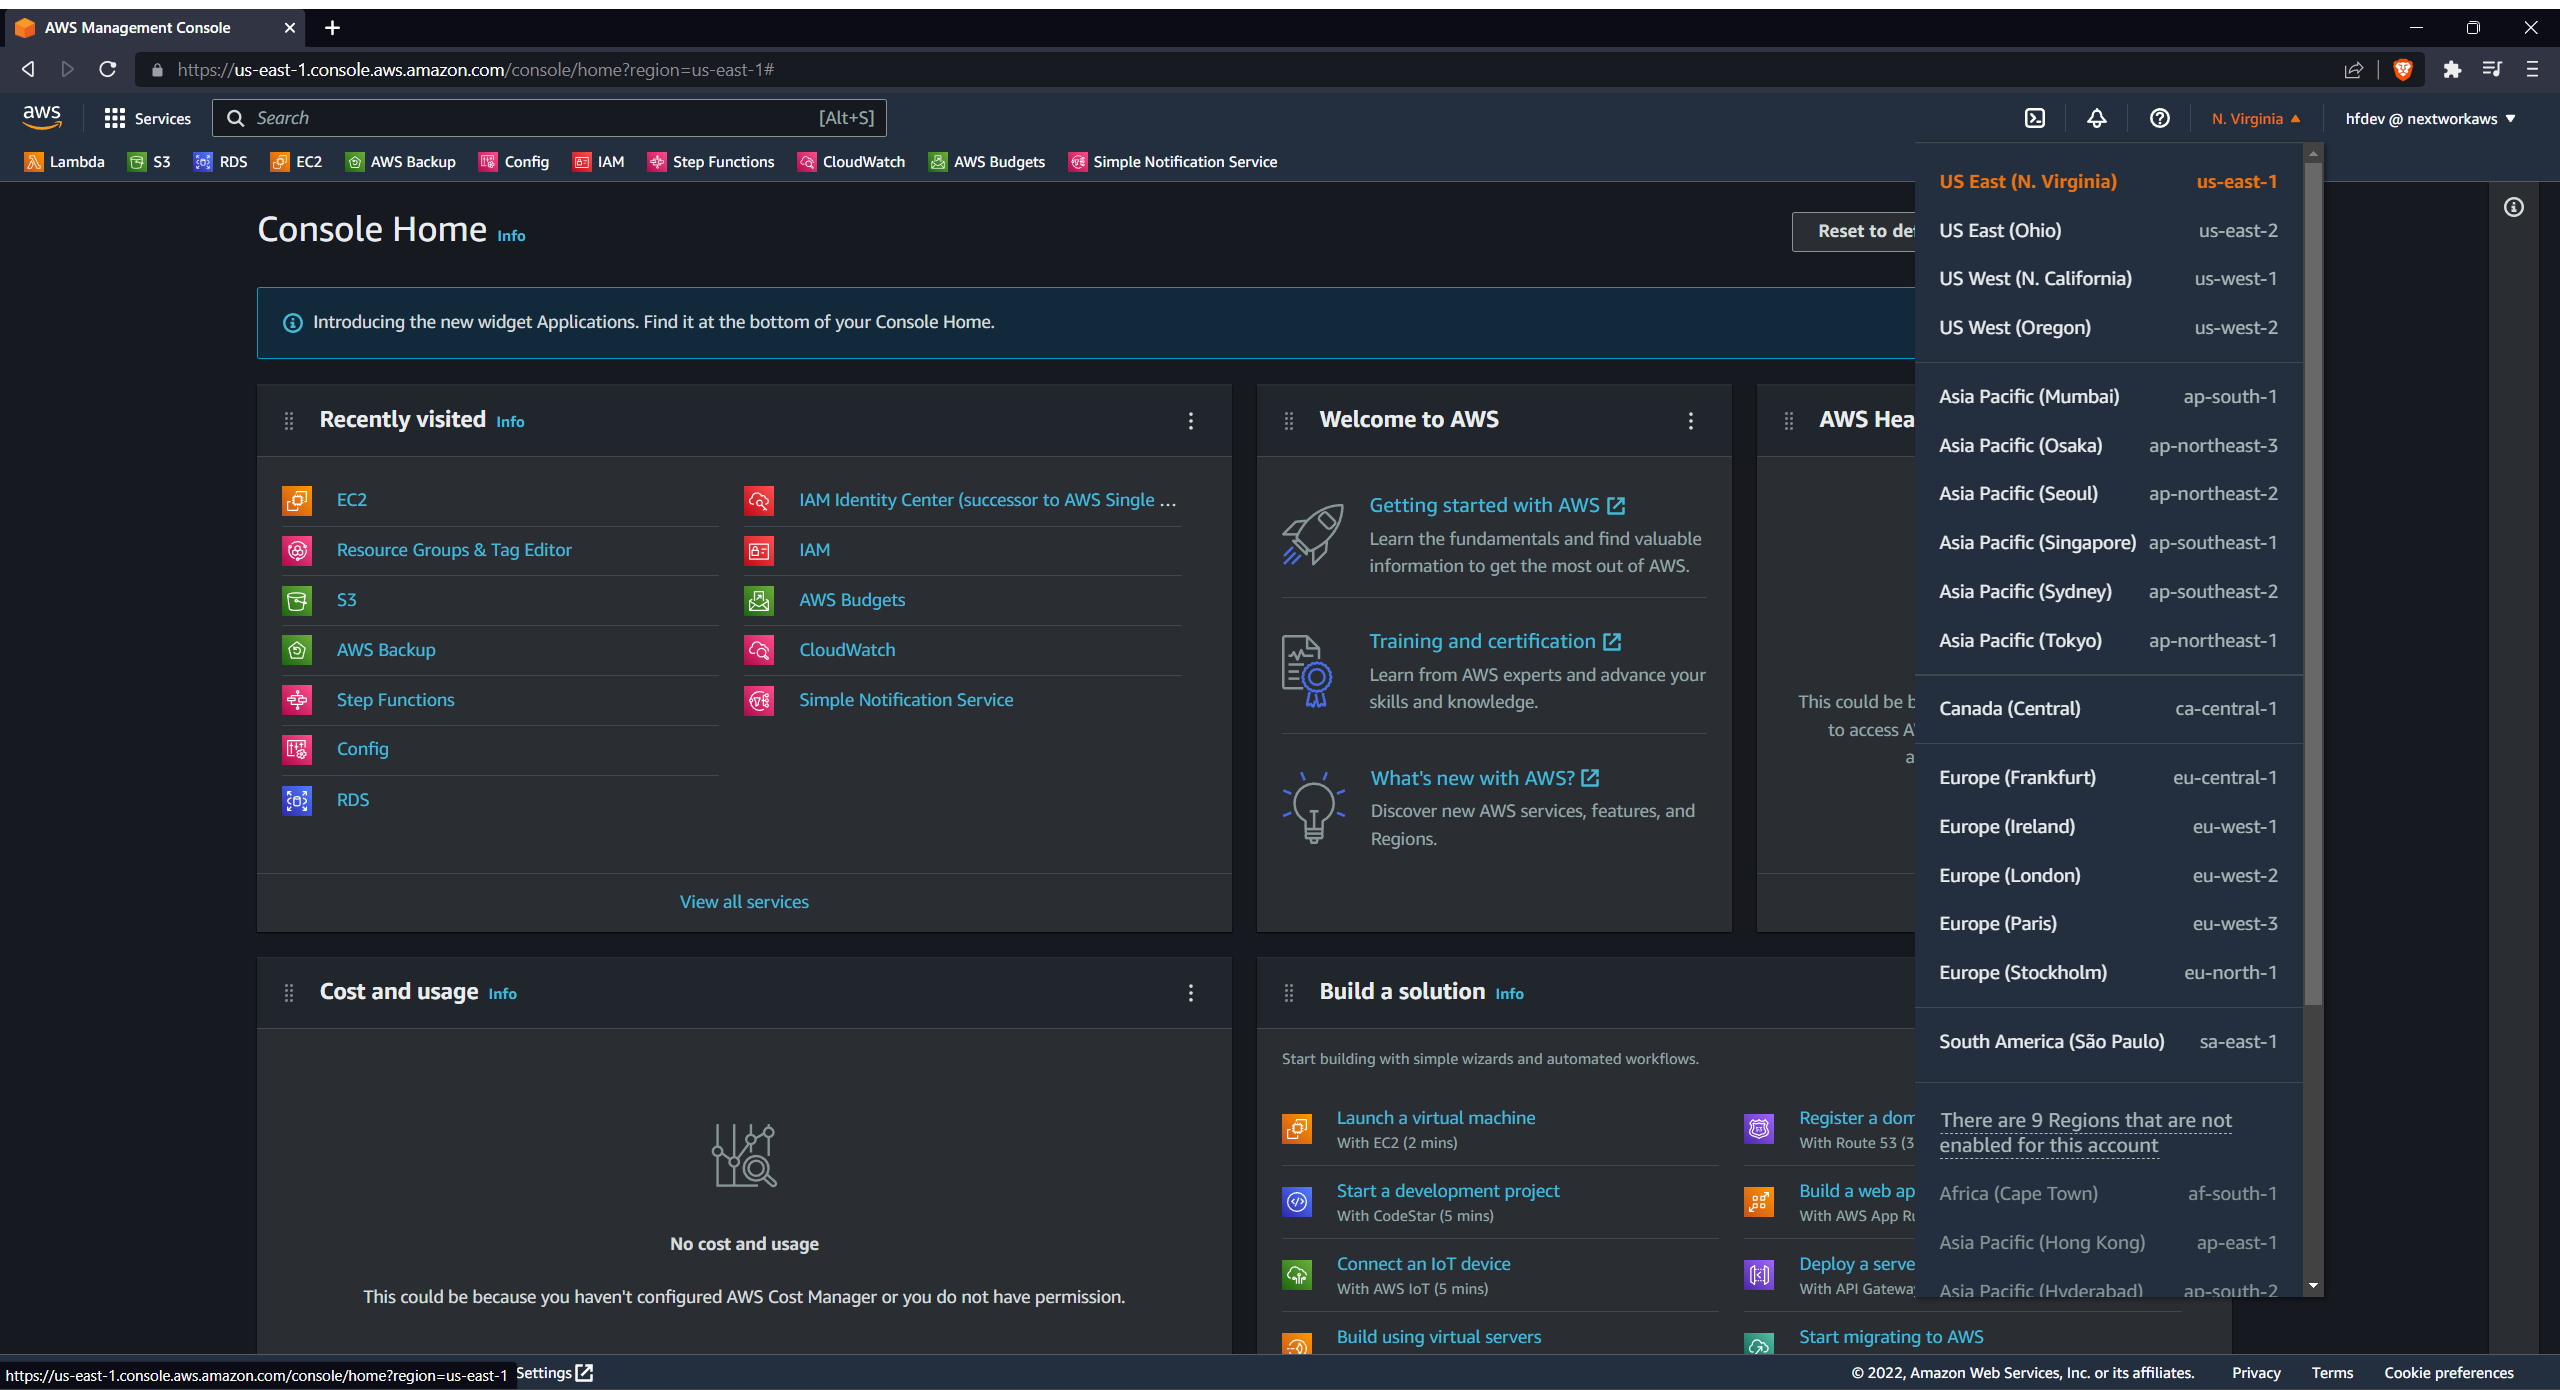 AWS Management Console
https://us-east-1.console.aws.amazon.com/console/home?region=us-east-1#
aws
Services
Search
[Alt+S]
N. Virginia
hfdev @ nextworkaws
Lambda
S3
RDS
EC2
AWS Backup
Config
IAM
Step Functions
CloudWatch
AWS Budgets
Simple Notification Service
Console Home Info
Reset to def
Introducing the new widget Applications. Find it at the bottom of your Console Home.
Recently visited Info
EC2
Resource Groups & Tag Editor
S3
AWS Backup
Step Functions
Config
RDS
IAM Identity Center (successor to AWS Single ...
IAM
AWS Budgets
CloudWatch
Simple Notification Service
View all services
Welcome to AWS
Getting started with AWS
Learn the fundamentals and find valuable
information to get the most out of AWS.
Training and certification
Learn from AWS experts and advance your
skills and knowledge.
What's new with AWS?
Discover new AWS services, features, and
Regions.
AWS Hea
This could be b
to access A
a
Cost and usage Info
No cost and usage
This could be because you haven't configured AWS Cost Manager or you do not have permission.
Build a solution Info
Start building with simple wizards and automated workflows.
Launch a virtual machine
With EC2 (2 mins)
Start a development project
With CodeStar (5 mins)
Connect an IoT device
With AWS IoT (5 mins)
Build using virtual servers
Register a dom
With Route 53 (3
Build a web ap
With AWS App Ru
Deploy a serve
With API Gateway
Start migrating to AWS
US East (N. Virginia) us-east-1
US East (Ohio) us-east-2
US West (N. California) us-west-1
US West (Oregon) us-west-2
Asia Pacific (Mumbai) ap-south-1
Asia Pacific (Osaka) ap-northeast-3
Asia Pacific (Seoul) ap-northeast-2
Asia Pacific (Singapore) ap-southeast-1
Asia Pacific (Sydney) ap-southeast-2
Asia Pacific (Tokyo) ap-northeast-1
Canada (Central) ca-central-1
Europe (Frankfurt) eu-central-1
Europe (Ireland) eu-west-1
Europe (London) eu-west-2
Europe (Paris) eu-west-3
Europe (Stockholm) eu-north-1
South America (São Paulo) sa-east-1
There are 9 Regions that are not
enabled for this account
Africa (Cape Town) af-south-1
Asia Pacific (Hong Kong) ap-east-1
Asia Pacific (Hyderabad) ap-south-2
https://us-east-1.console.aws.amazon.com/console/home?region=us-east-1
Settings
© 2022, Amazon Web Services, Inc. or its affiliates.
Privacy
Terms
Cookie preferences